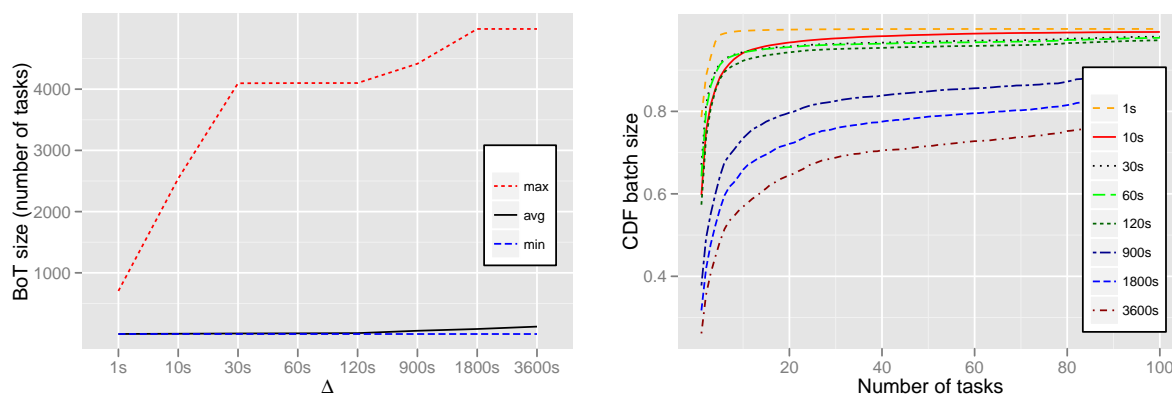 BoT size (number of tasks)
4000
3000
2000
1000
max
avg
min
1s
10s
30s
60s
120s
900s
1800s
3600s
Δ
CDF batch size
0.8
0.6
0.4
1s
10s
30s
60s
120s
900s
1800s
3600s
20
40
60
80
100
Number of tasks